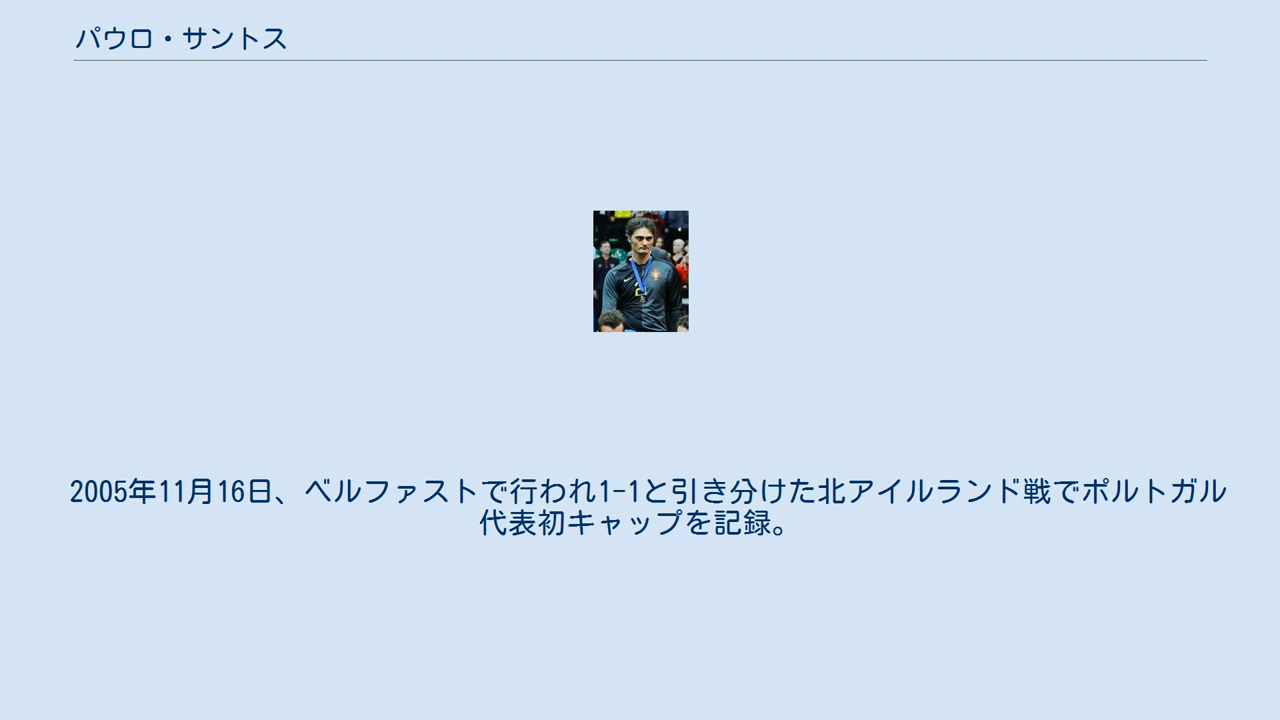 パウロ・サントス
2005年11月16日、ベルファストで行われ1-1と引き分けた北アイルランド戦でポルトガル
代表初キャップを記録。